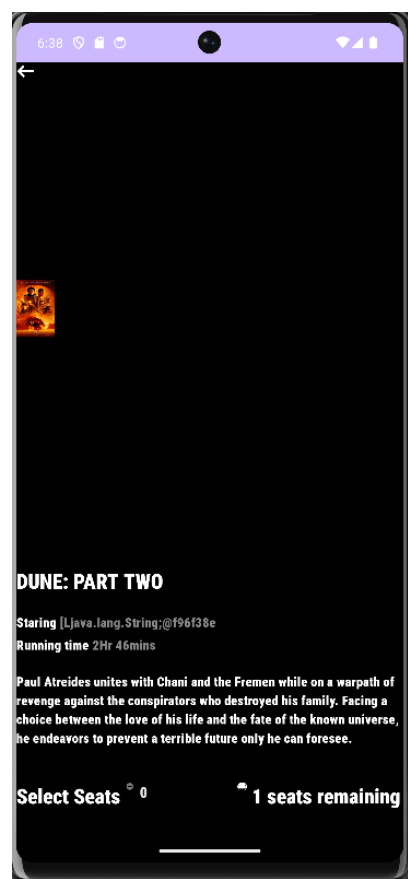 6:38
DUNE: PART TWO
Staring [Ljava.lang.String;@f96f38e
Running time 2Hr 46mins
Paul Atreides unites with Chani and the Fremen while on a warpath of
revenge against the conspirators who destroyed his family. Facing a
choice between the love of his life and the fate of the known universe,
he endeavors to prevent a terrible future only he can foresee.
Select Seats 0 1 seats remaining